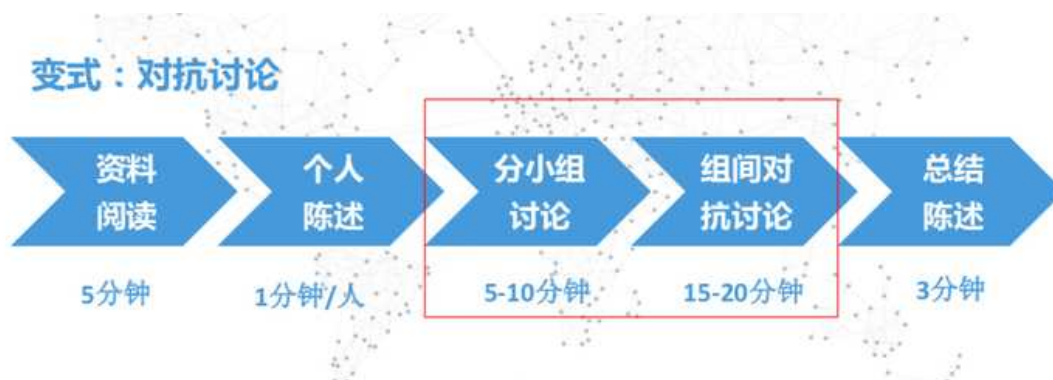 变式：对抗讨论
资料
阅读
个人
陈述
分小组
讨论
组间对
抗讨论
总结
陈述
5分钟
1分钟/人
5-10分钟
15-20分钟
3分钟